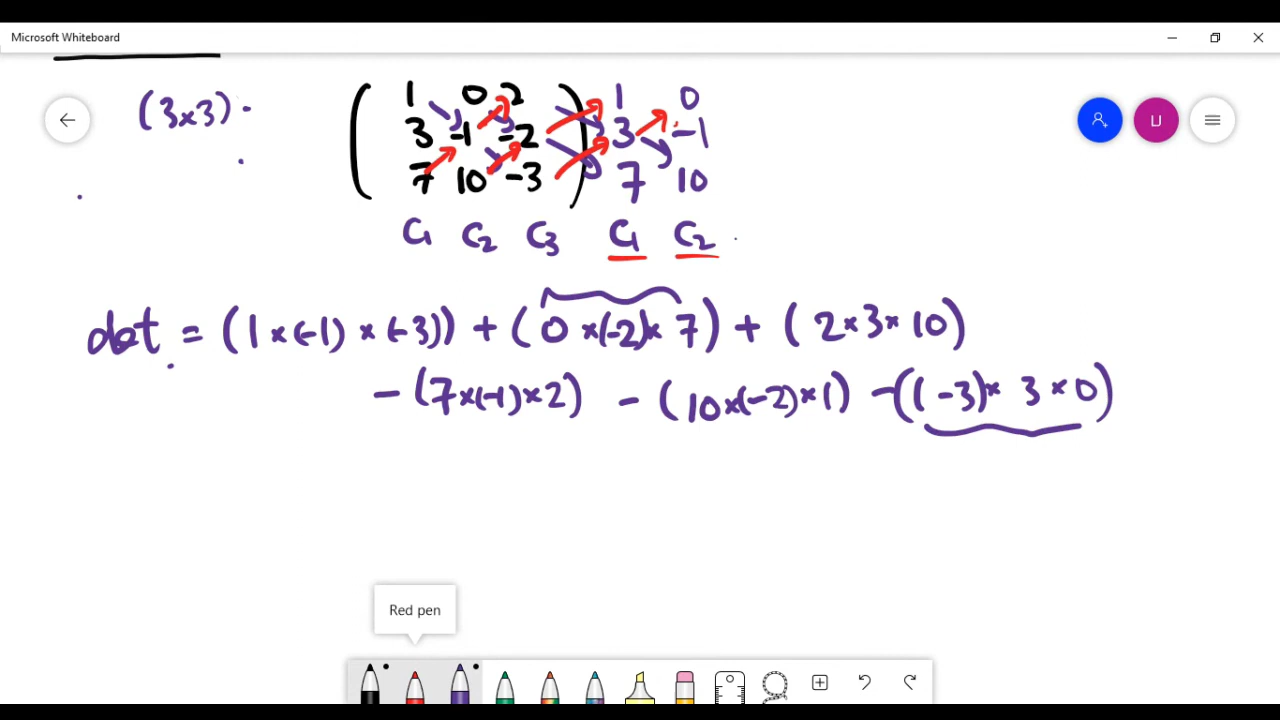 Microsoft Whiteboard
(3x3):
1 0 2 1 0
3 -1 -2 3 -1
7 10 -3 7 10
C1 C2 C3 C1 C2
det = (1 x (-1) x (-3)) + (0 x (-2) x 7) + (2 x 3 x 10)
- (7 x (-1) x 2) - (10 x (-2) x 1) - ((-3) x 3 x 0)
Red pen